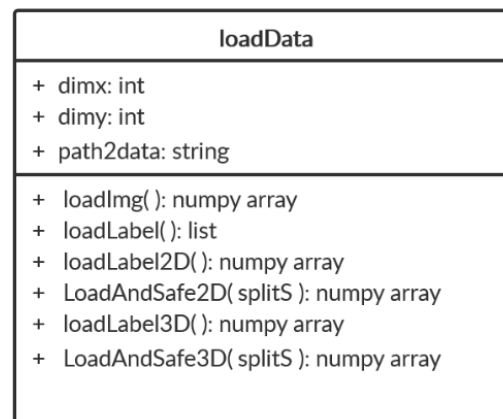 loadData
+ dimx: int
+ dimy: int
+ path2data: string
+ loadImg( ): numpy array
+ loadLabel(): list
+ loadLabel2D( ): numpy array
+ LoadAndSafe2D( splitS ): numpy array
+ loadLabel3D( ): numpy array
+ LoadAndSafe3D( splitS ): numpy array